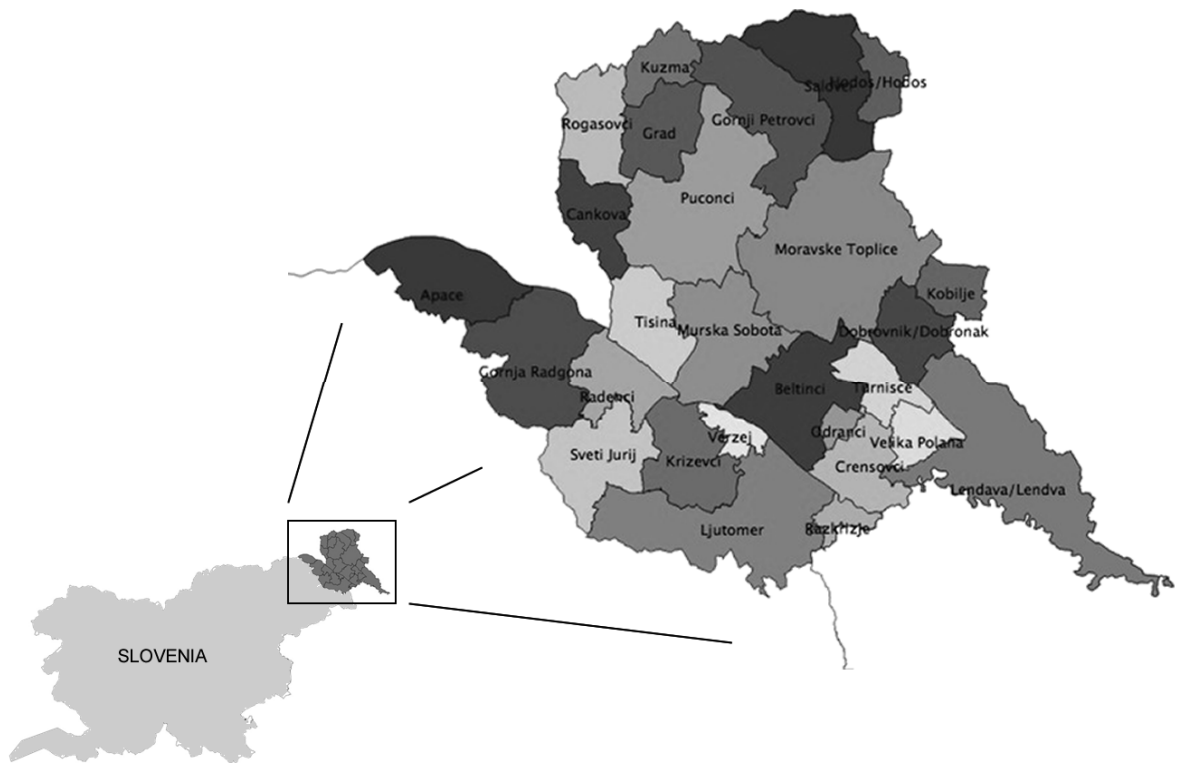 Kuzma
Salovci
Hodos/Hodos
Rogasovci
Grad
Gornji Petrovci
Puconci
Cankova
Moravske Toplice
Apace
Kobilje
Tisina
Murska Sobota
Dobrovnik/Dobronak
Gornja Radgona
Radenci
Beltinci
Turnisce
Odranci
Velika Polana
Verzej
Sveti Jurij
Krizevci
Crensovci
Lendava/Lendva
Ljutomer
Razkrizje
SLOVENIA